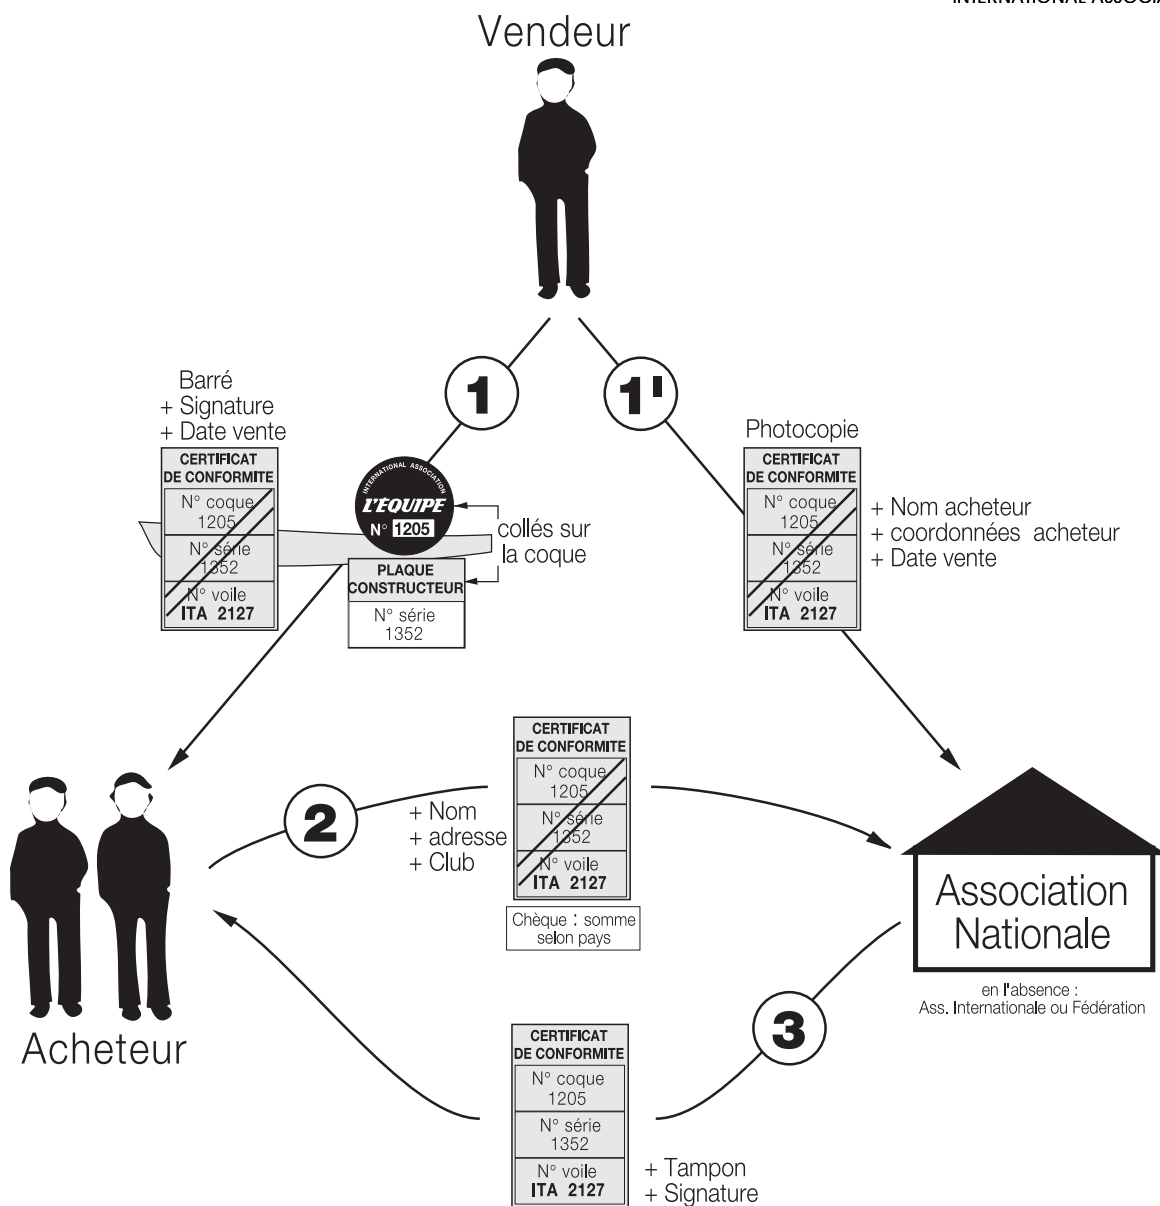 Vendeur
1
1'
Barré
+ Signature
+ Date vente
CERTIFICAT
DE CONFORMITE
N° coque
1205
N° série
1352
N° voile
ITA 2127
INTERNATIONAL ASSOCIATION
L'ÉQUIPE
N° 1205
collés sur
la coque
PLAQUE
CONSTRUCTEUR
N° série
1352
Photocopie
CERTIFICAT
DE CONFORMITE
N° coque
1205
N° série
1352
N° voile
ITA 2127
+ Nom acheteur
+ coordonnées acheteur
+ Date vente
2
+ Nom
+ adresse
+ Club
CERTIFICAT
DE CONFORMITE
N° coque
1205
N° série
1352
N° voile
ITA 2127
Chèque : somme
selon pays
Association
Nationale
en l'absence :
Ass. Internationale ou Fédération
Acheteur
3
CERTIFICAT
DE CONFORMITE
N° coque
1205
N° série
1352
N° voile
ITA 2127
+ Tampon
+ Signature